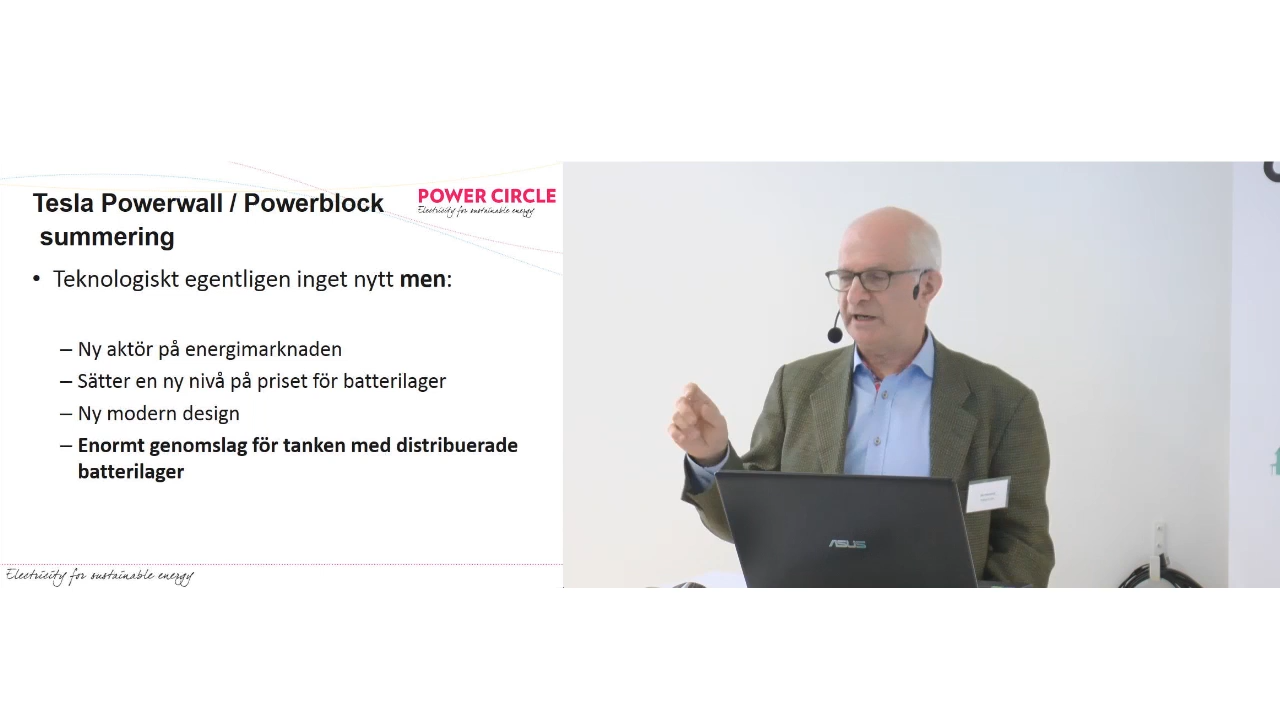 Tesla Powerwall / Powerblock
summering
POWER CIRCLE
Electricity for sustainable energy
• Teknologiskt egentligen inget nytt men:
– Ny aktör på energimarknaden
– Sätter en ny nivå på priset för batterilager
– Ny modern design
– Enormt genomslag för tanken med distribuerade
batterilager
Electricity for sustainable energy
ASUS